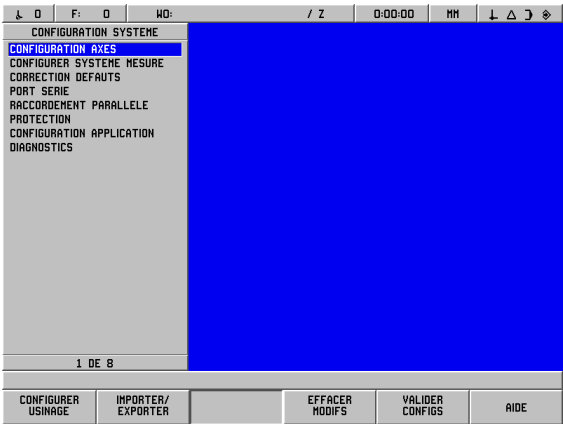 0 F: 0 WO: / Z 0:00:00 MM
CONFIGURATION SYSTEME
CONFIGURATION AXES
CONFIGURER SYSTEME MESURE
CORRECTION DEFAUTS
PORT SERIE
RACCORDEMENT PARALLELE
PROTECTION
CONFIGURATION APPLICATION
DIAGNOSTICS
1 DE 8
CONFIGURER
USINAGE
IMPORTER/
EXPORTER
EFFACER
MODIFS
VALIDER
CONFIGS
AIDE